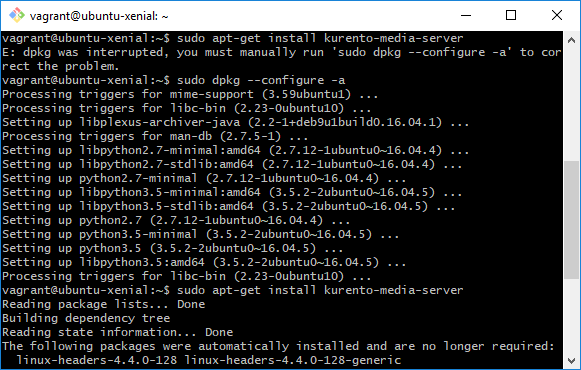 vagrant@ubuntu-xenial: ~
vagrant@ubuntu-xenial:~$ sudo apt-get install kurento-media-server
E: dpkg was interrupted, you must manually run 'sudo dpkg --configure -a' to cor
rect the problem.
vagrant@ubuntu-xenial:~$ sudo dpkg --configure -a
Processing triggers for mime-support (3.59ubuntu1) ...
Processing triggers for libc-bin (2.23-0ubuntu10) ...
Setting up libplexus-archiver-java (2.2-1+deb9u1build0.16.04.1) ...
Processing triggers for man-db (2.7.5-1) ...
Setting up libpython2.7-minimal:amd64 (2.7.12-1ubuntu0~16.04.4) ...
Setting up libpython2.7-stdlib:amd64 (2.7.12-1ubuntu0~16.04.4) ...
Setting up python2.7-minimal (2.7.12-1ubuntu0~16.04.4) ...
Setting up libpython3.5-minimal:amd64 (3.5.2-2ubuntu0~16.04.5) ...
Setting up libpython3.5-stdlib:amd64 (3.5.2-2ubuntu0~16.04.5) ...
Setting up python2.7 (2.7.12-1ubuntu0~16.04.4) ...
Setting up python3.5-minimal (3.5.2-2ubuntu0~16.04.5) ...
Setting up python3.5 (3.5.2-2ubuntu0~16.04.5) ...
Setting up libpython3.5:amd64 (3.5.2-2ubuntu0~16.04.5) ...
Processing triggers for libc-bin (2.23-0ubuntu10) ...
vagrant@ubuntu-xenial:~$ sudo apt-get install kurento-media-server
Reading package lists... Done
Building dependency tree
Reading state information... Done
The following packages were automatically installed and are no longer required:
  linux-headers-4.4.0-128 linux-headers-4.4.0-128-generic